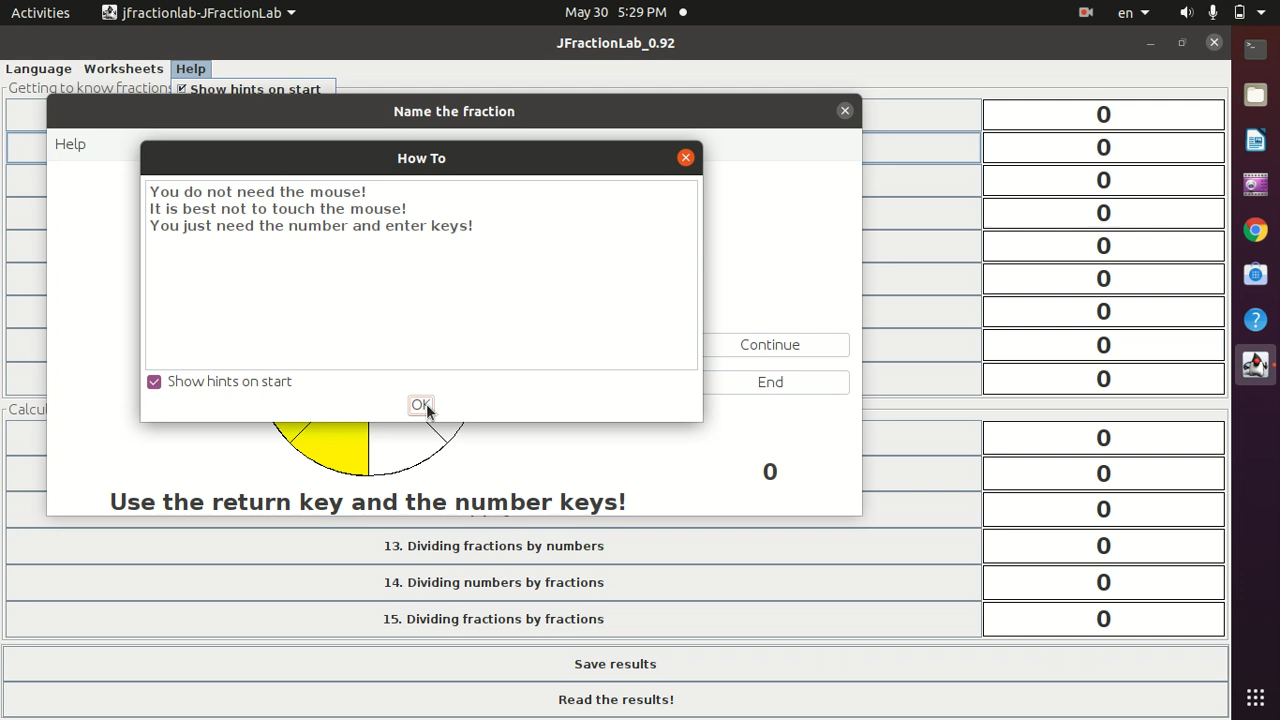 Activities
jfractionlab-JFractionLab
May 30 5:29 PM
en
JFractionLab_0.92
Language Worksheets Help
Getting to know fractions
Show hints on start
Name the fraction
Help
How To
You do not need the mouse!
It is best not to touch the mouse!
You just need the number and enter keys!
Show hints on start
OK
Continue
End
0
Use the return key and the number keys!
0
0
0
0
0
0
0
0
0
0
0
0
13. Dividing fractions by numbers
0
14. Dividing numbers by fractions
0
15. Dividing fractions by fractions
0
Save results
Read the results!